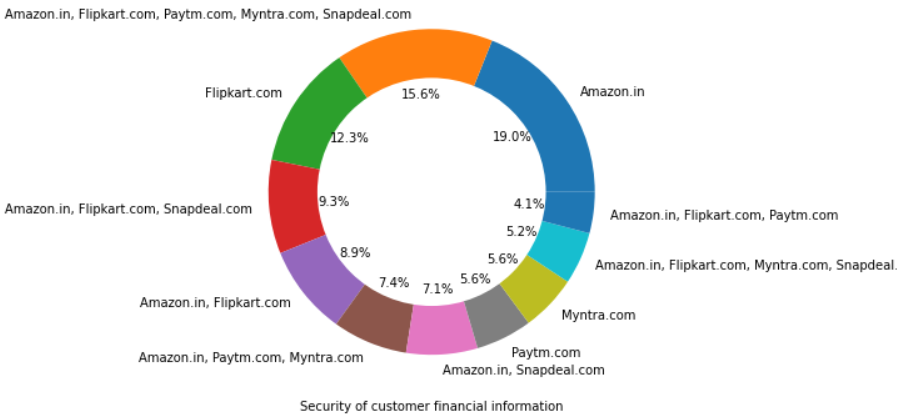 Amazon.in, Flipkart.com, Paytm.com, Myntra.com, Snapdeal.com
Amazon.in
Flipkart.com
15.6%
19.0%
12.3%
Amazon.in, Flipkart.com, Snapdeal.com
9.3%
4.1%
Amazon.in, Flipkart.com, Paytm.com
5.2%
8.9%
5.6%
Amazon.in, Flipkart.com, Myntra.com, Snapdeal.
7.4%
7.1%
5.6%
Amazon.in, Flipkart.com
Myntra.com
Amazon.in, Paytm.com, Myntra.com
Paytm.com
Amazon.in, Snapdeal.com
Security of customer financial information